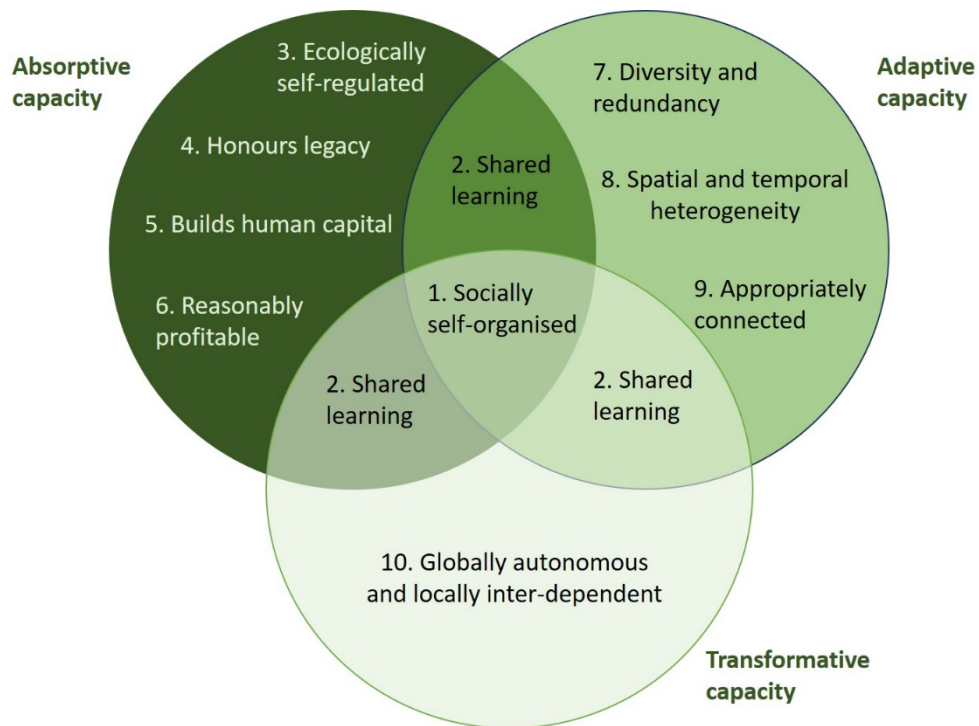 Absorptive
capacity
3. Ecologically
self-regulated
4. Honours legacy
5. Builds human capital
6. Reasonably
profitable
2. Shared
learning
7. Diversity and
redundancy
Adaptive
capacity
8. Spatial and temporal
heterogeneity
9. Appropriately
connected
1. Socially
self-organised
2. Shared
learning
2. Shared
learning
10. Globally autonomous
and locally inter-dependent
Transformative
capacity